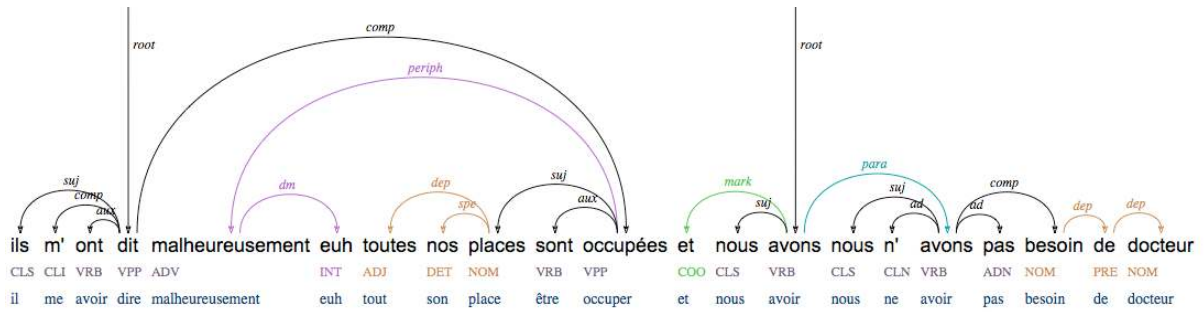 comp
root
root
periph
para
suj
comp
aux
dm
dep
spe
suj
aux
mark
suj
suj
ad
comp
ad
dep
dep
ils m' ont dit malheureusement euh toutes nos places sont occupées et nous avons nous n' avons pas besoin de docteur
CLS CLI VRB VPP ADV INT ADJ DET NOM VRB VPP COO CLS VRB CLS CLN VRB ADN NOM PRE NOM
il me avoir dire malheureusement euh tout son place être occuper et nous avoir nous ne avoir pas besoin de docteur